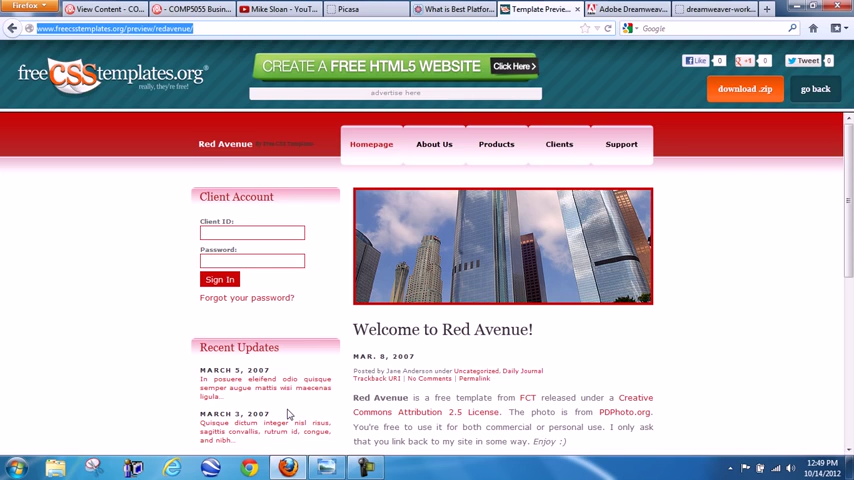 Firefox
View Content - CO...
- COMP5055 Busin...
Mike Sloan - YouT...
Picasa
What is Best Platfor...
Template Previe...
Adobe Dreamweav...
dreamweaver-work...
www.freecsstemplates.org/preview/redavenue/
Google
freeCSStemplates.org
really, they're free!
CREATE A FREE HTML5 WEBSITE
Click Here
advertise here
Like 0
+1 0
Tweet 0
download .zip
go back
Red Avenue
Homepage
About Us
Products
Clients
Support
Client Account
Client ID:
Password:
Sign In
Forgot your password?
Recent Updates
MARCH 5, 2007
In posuere eleifend odio quisque
semper augue mattis wisi maecenas
ligula...
MARCH 3, 2007
Quisque dictum integer nisl risus,
sagittis convallis, rutrum id, congue,
and nibh...
Welcome to Red Avenue!
MAR. 8, 2007
Posted by Jane Anderson under Uncategorized, Daily Journal
Trackback URI | No Comments | Permalink
Red Avenue is a free template from FCT released under a Creative
Commons Attribution 2.5 License. The photo is from PDPhoto.org.
You're free to use it for both commercial or personal use. I only ask
that you link back to my site in some way. Enjoy :)
12:49 PM
10/14/2012